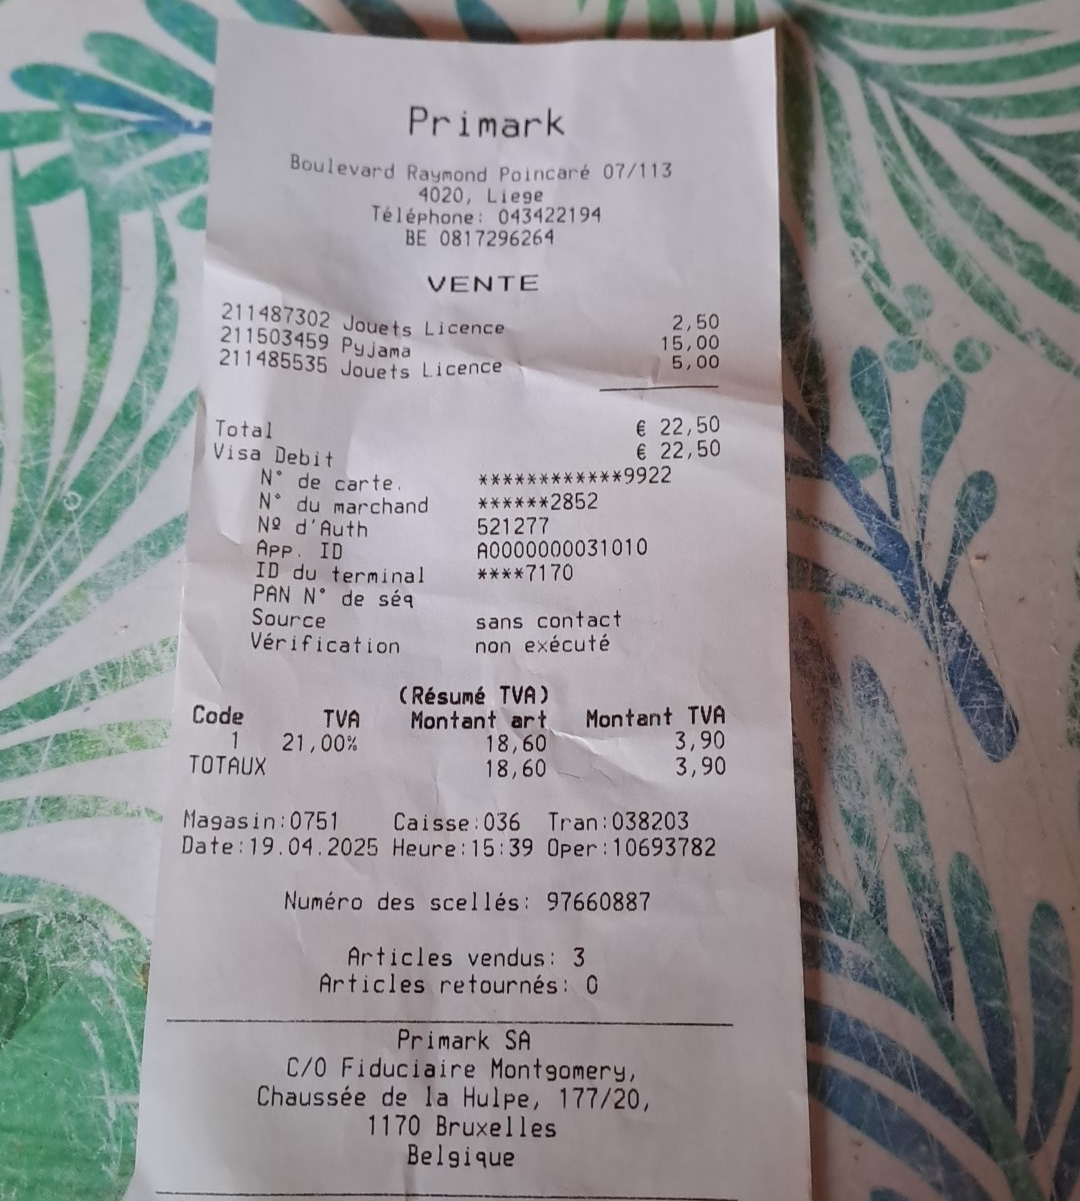 Primark
Boulevard Raymond Poincaré 07/113
4020, Liege
Téléphone: 043422194
BE 0817296264
VENTE
211487302 Jouets Licence 2,50
211503459 Pyjama 15,00
211485535 Jouets Licence 5,00
Total € 22,50
Visa Debit € 22,50
N° de carte. ************9922
N° du marchand ******2852
Nº d'Auth 521277
App. ID A0000000031010
ID du terminal ****7170
PAN N° de séq
Source sans contact
Vérification non exécuté
(Résumé TVA)
Code TVA Montant art Montant TVA
1 21,00% 18,60 3,90
TOTAUX 18,60 3,90
Magasin:0751 Caisse:036 Tran:038203
Date:19.04.2025 Heure:15:39 Oper:10693782
Numéro des scellés: 97660887
Articles vendus: 3
Articles retournés: 0
Primark SA
C/O Fiduciaire Montgomery,
Chaussée de la Hulpe, 177/20,
1170 Bruxelles
Belgique